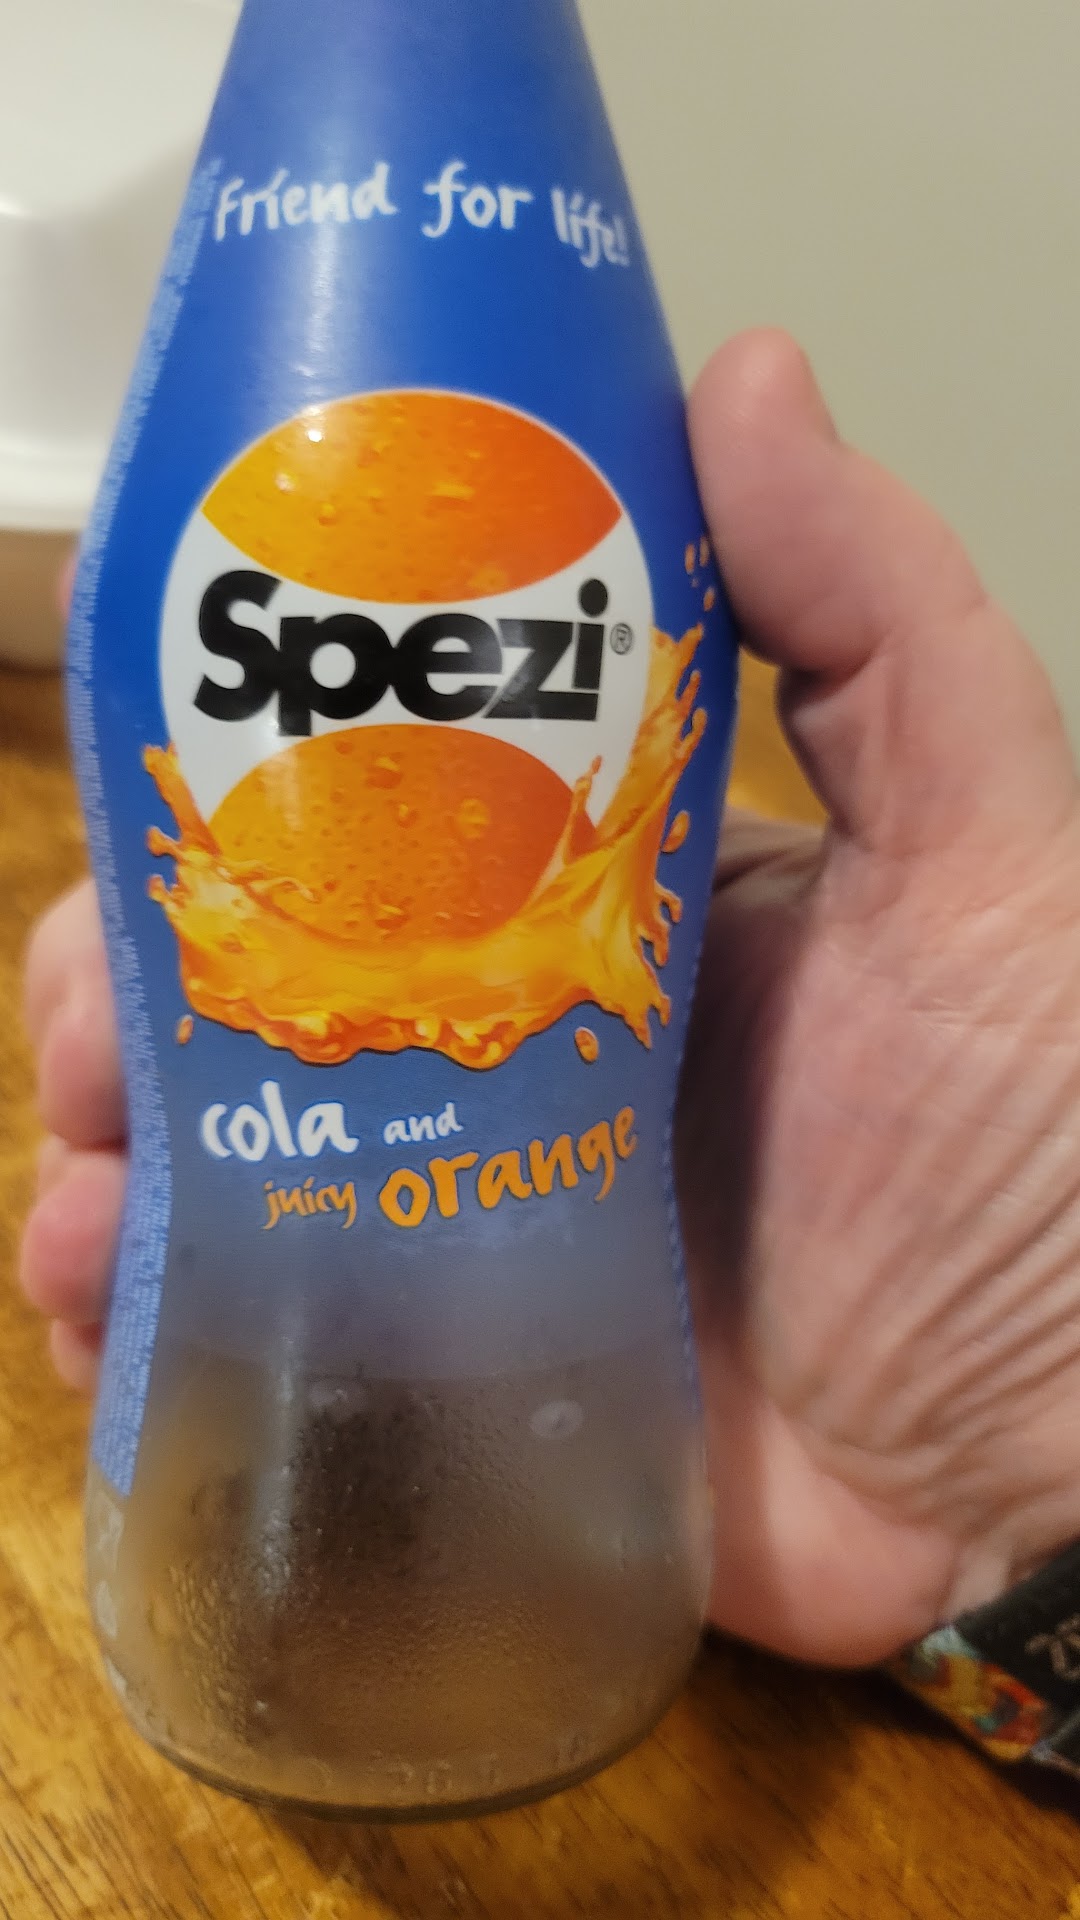 Friend for life!
Spezi®
cola and
juicy orange